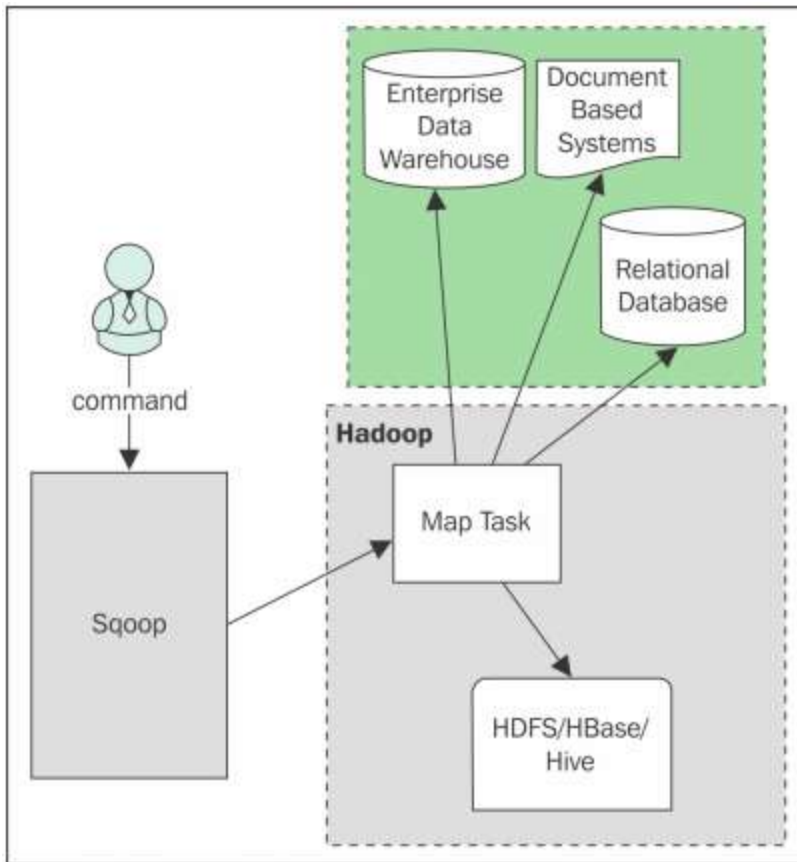 Enterprise
Data
Warehouse
Document
Based
Systems
Relational
Database
command
Hadoop
Map Task
Sqoop
HDFS/HBase/
Hive